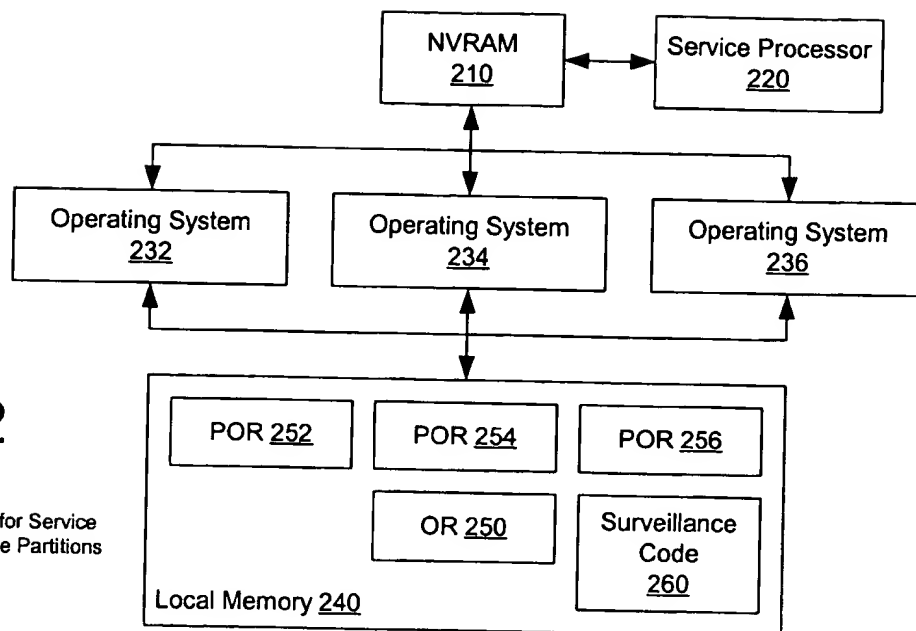 NVRAM
210
Service Processor
220
Operating System
232
Operating System
234
Operating System
236
2
for Service
e Partitions
POR 252
POR 254
POR 256
OR 250
Surveillance
Code
260
Local Memory 240